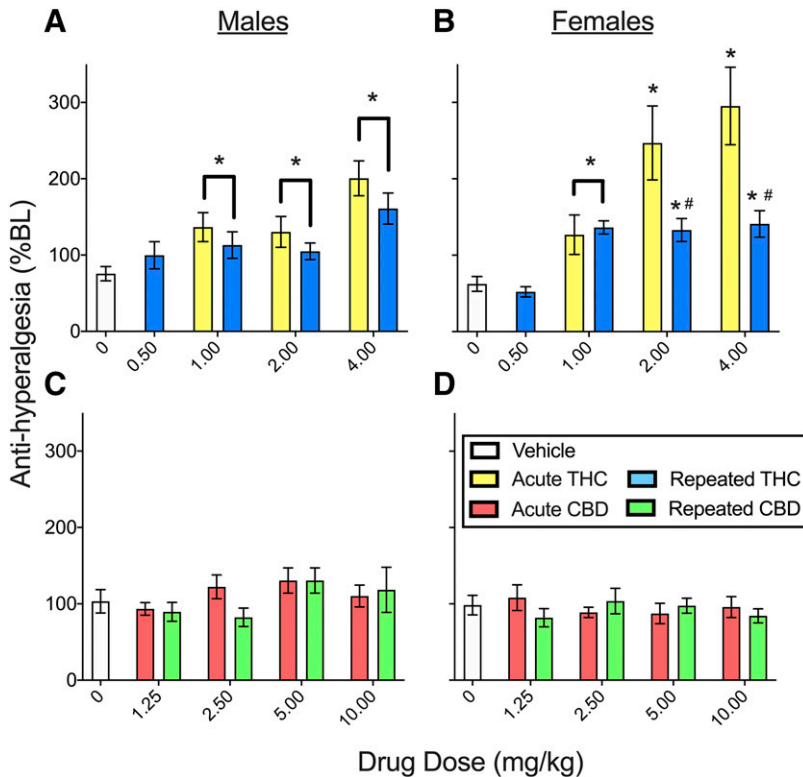 A Males
B Females
Anti-hyperalgesia (%BL)
300
200
100
0
* * *
* * * *# *#
0 0.50 1.00 2.00 4.00
0 0.50 1.00 2.00 4.00
C
D
300
200
100
0
Vehicle
Acute THC Repeated THC
Acute CBD Repeated CBD
0 1.25 2.50 5.00 10.00
0 1.25 2.50 5.00 10.00
Drug Dose (mg/kg)